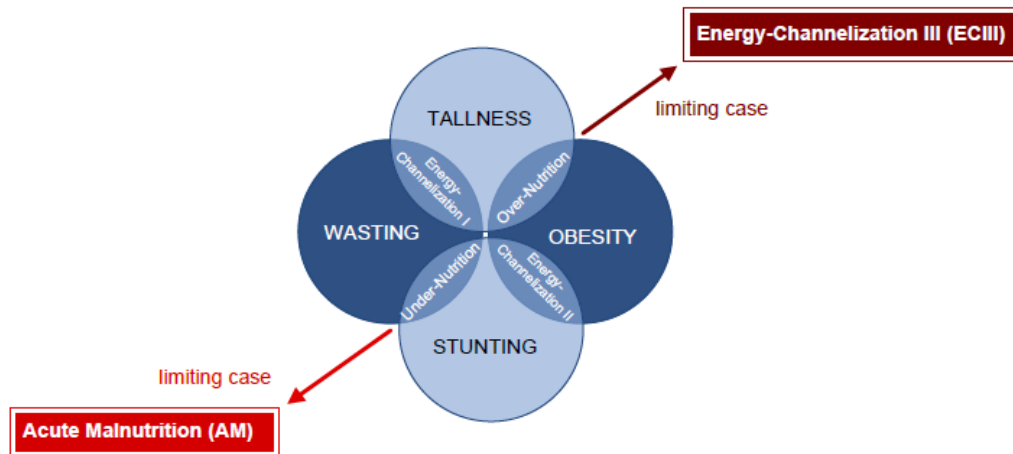 Energy-Channelization III (ECIII)
limiting case
TALLNESS
Energy-
Channelization I
Over-Nutrition
WASTING
OBESITY
Under-Nutrition
Energy-
Channelization II
STUNTING
limiting case
Acute Malnutrition (AM)